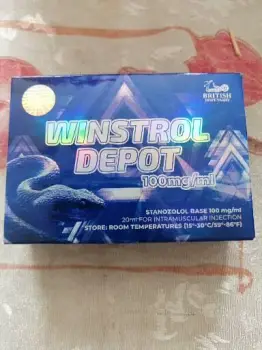 BRITISH
WINSTROL
DEPOT
100mg/ml
STANOZOLOL BASE 100 mg/ml
20ml FOR INTRAMUSCULAR INJECTION
STORE: ROOM TEMPERATURES (15°-30°C/59°-86°F)